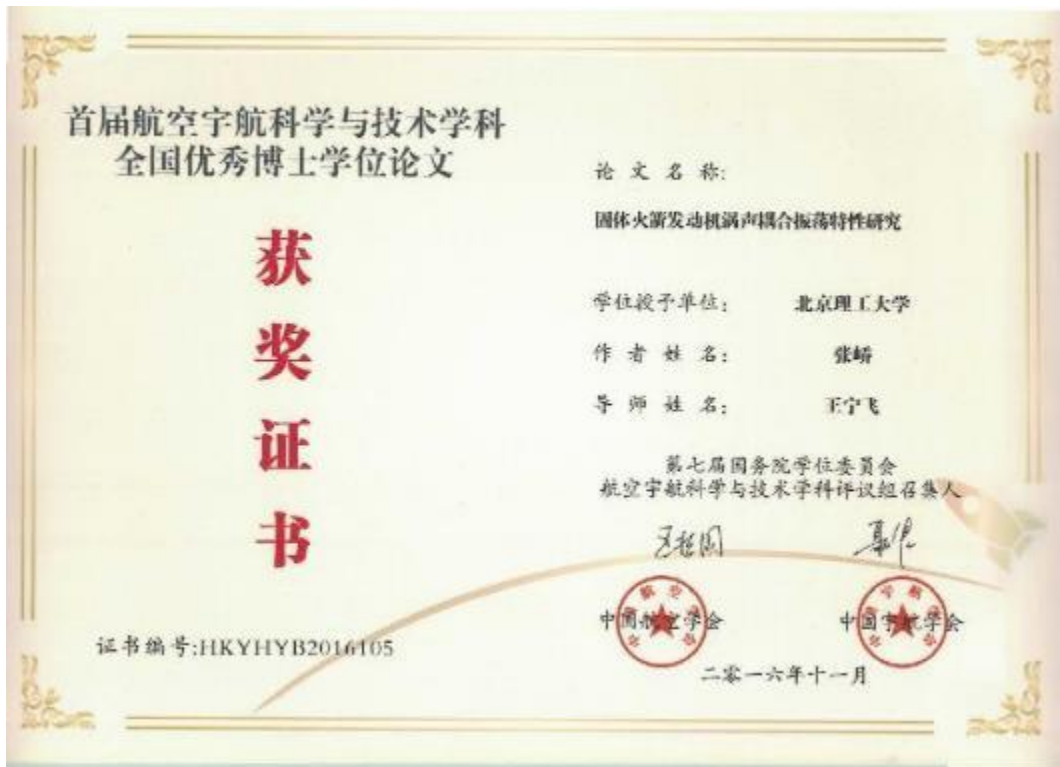 首届航空宇航科学与技术学科
全国优秀博士学位论文
获
奖
证
书
证书编号:HKYHYB2016105
论文名称:
固体火箭发动机涡声耦合振荡特性研究
学位授予单位: 北京理工大学
作者姓名: 张峤
导师姓名: 王宁飞
第七届国务院学位委员会
航空宇航科学与技术学科评议组召集人
中国航空学会 中国宇航学会
二零一六年十一月